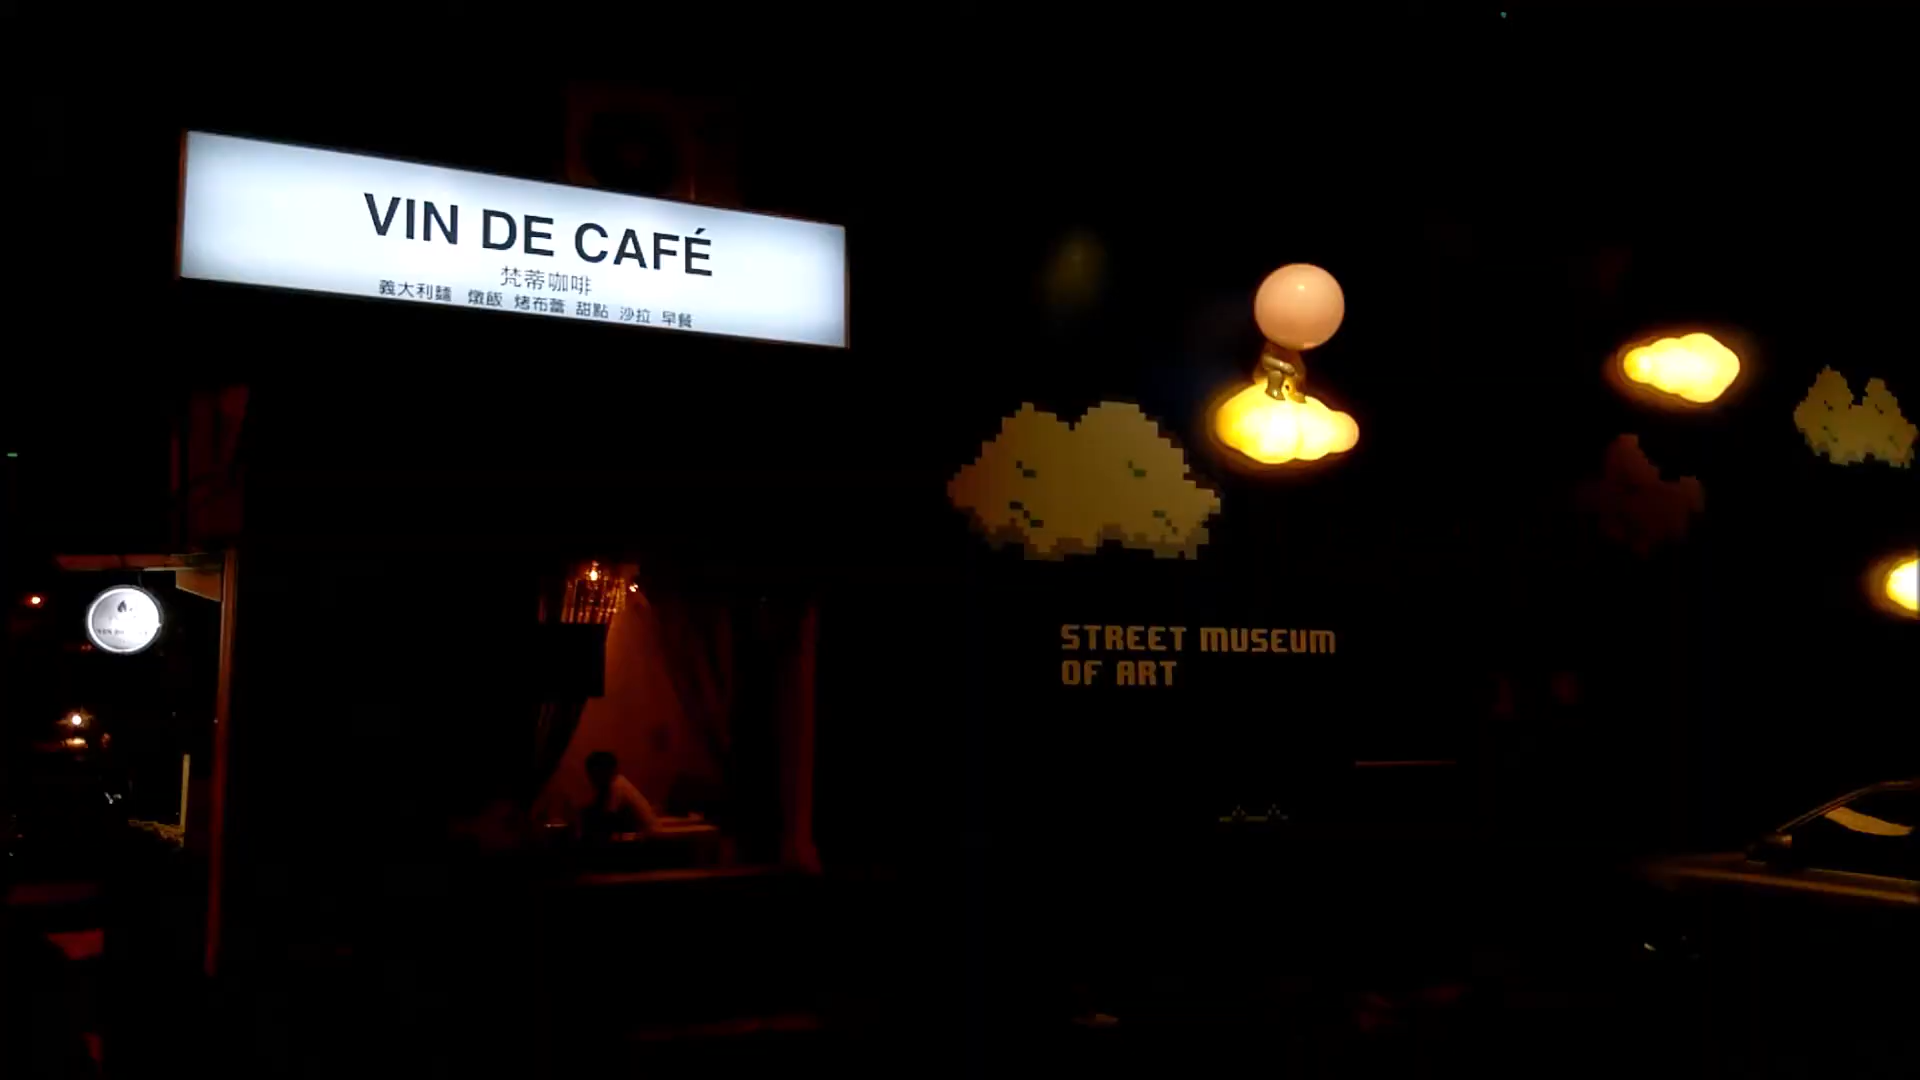 VIN DE CAFÉ
梵蒂咖啡
義大利麵 燉飯 烤布蕾 甜點 沙拉 早餐
STREET MUSEUM
OF ART